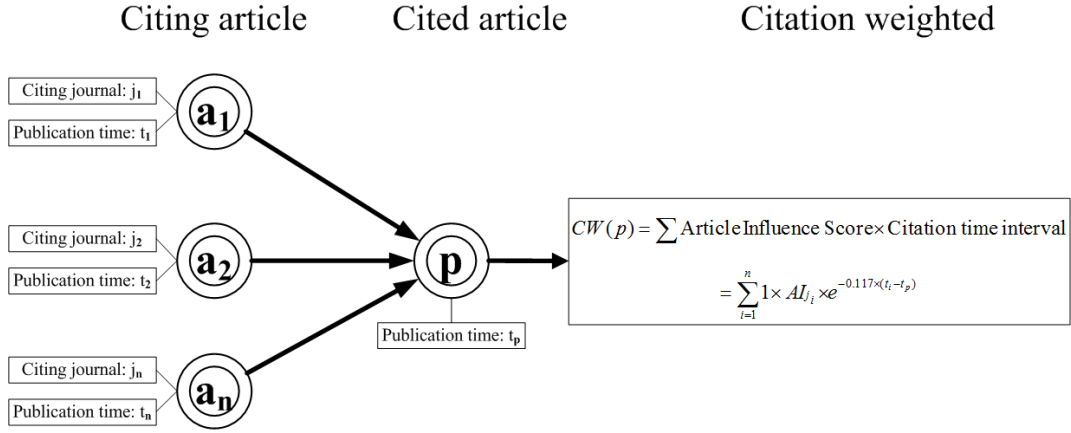 Citing article
Cited article
Citation weighted
Citing journal: j₁
Publication time: t₁
a₁
Citing journal: j₂
Publication time: t₂
a₂
Citing journal: jₙ
Publication time: tₙ
aₙ
p
Publication time: tₚ
CW(p) = ∑ Article Influence Score × Citation time interval
= ∑ⁿᵢ₌₁ 1 × AI_{j_i} × e^{-0.117×(t_i-t_p)}